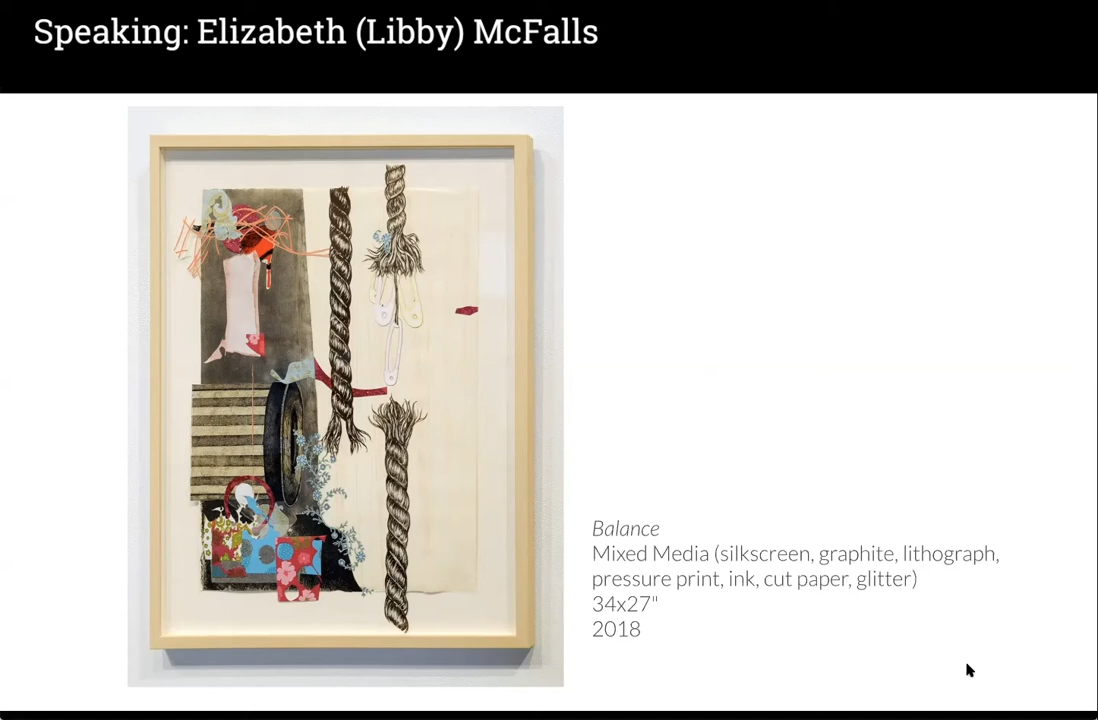 Speaking: Elizabeth (Libby) McFalls
Balance
Mixed Media (silkscreen, graphite, lithograph,
pressure print, ink, cut paper, glitter)
34x27"
2018